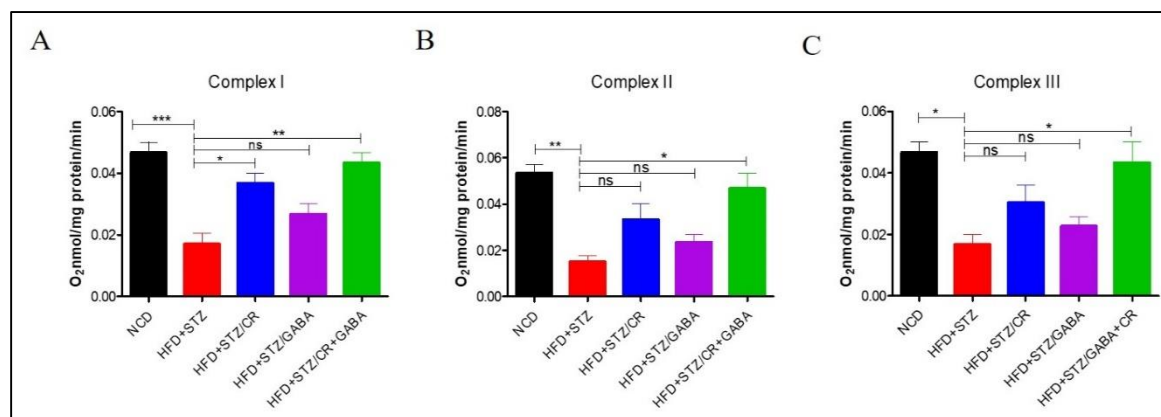 A
Complex I
O₂nmol/mg protein/min
0.06
0.04
0.02
0.00
***
**
ns
*
NCD
HFD+STZ
HFD+STZ/CR
HFD+STZ/GABA
HFD+STZ/CR+GABA
B
Complex II
O₂nmol/mg protein/min
0.08
0.06
0.04
0.02
0.00
**
*
ns
ns
NCD
HFD+STZ
HFD+STZ/CR
HFD+STZ/GABA
HFD+STZ/CR+GABA
C
Complex III
O₂nmol/mg protein/min
0.06
0.04
0.02
0.00
*
*
ns
ns
NCD
HFD+STZ
HFD+STZ/CR
HFD+STZ/GABA
HFD+STZ/GABA+CR